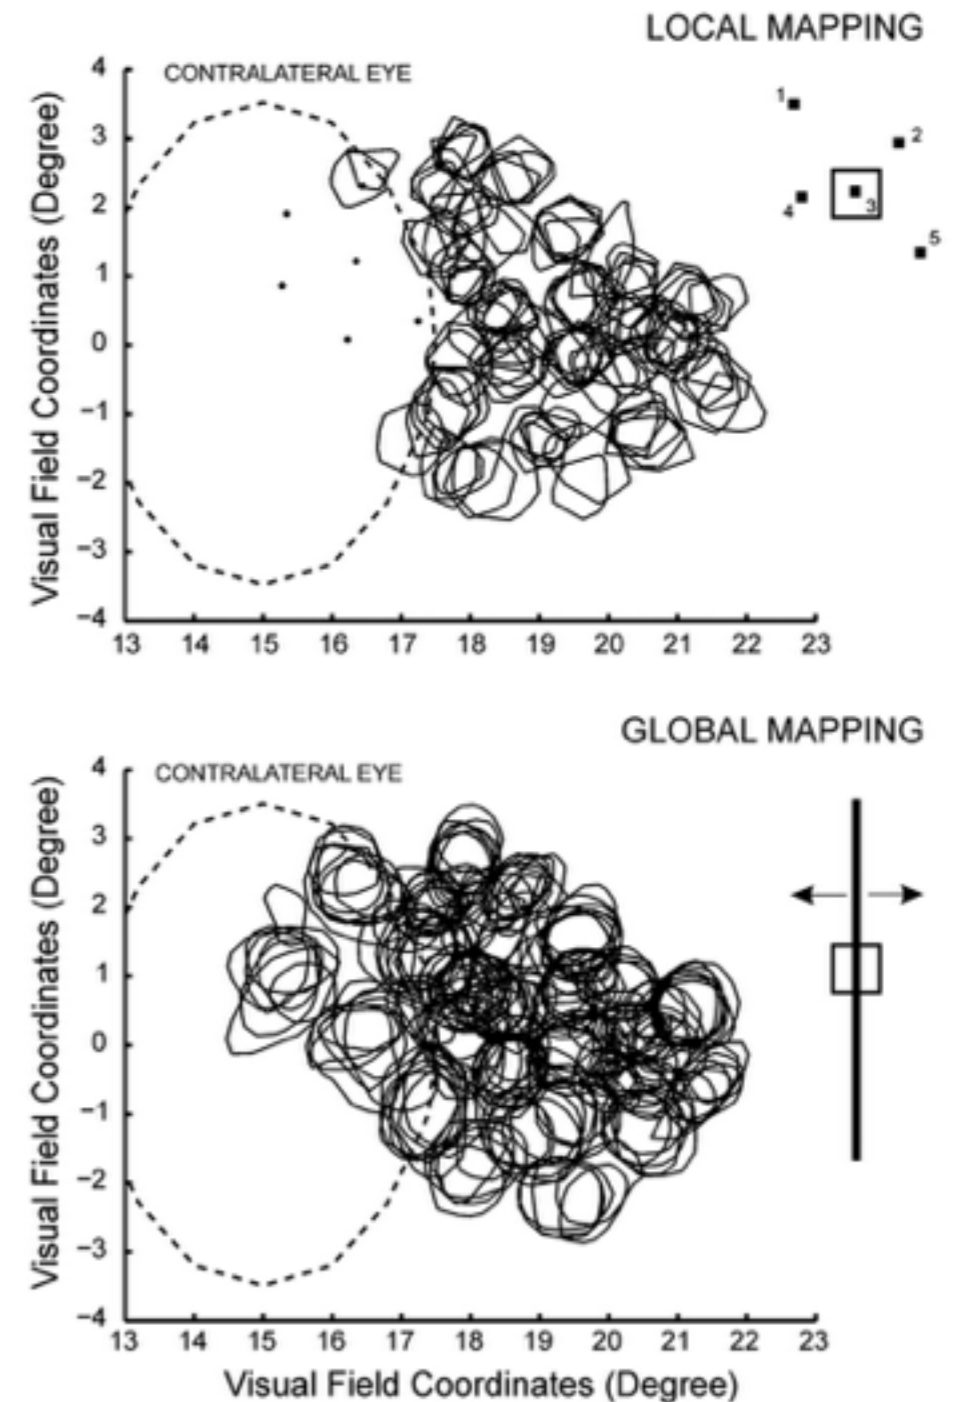 LOCAL MAPPING
CONTRALATERAL EYE
Visual Field Coordinates (Degree)
4
3
2
1
0
−1
−2
−3
−4
13 14 15 16 17 18 19 20 21 22 23
1
2
3
4
5
GLOBAL MAPPING
CONTRALATERAL EYE
Visual Field Coordinates (Degree)
4
3
2
1
0
−1
−2
−3
−4
13 14 15 16 17 18 19 20 21 22 23
Visual Field Coordinates (Degree)